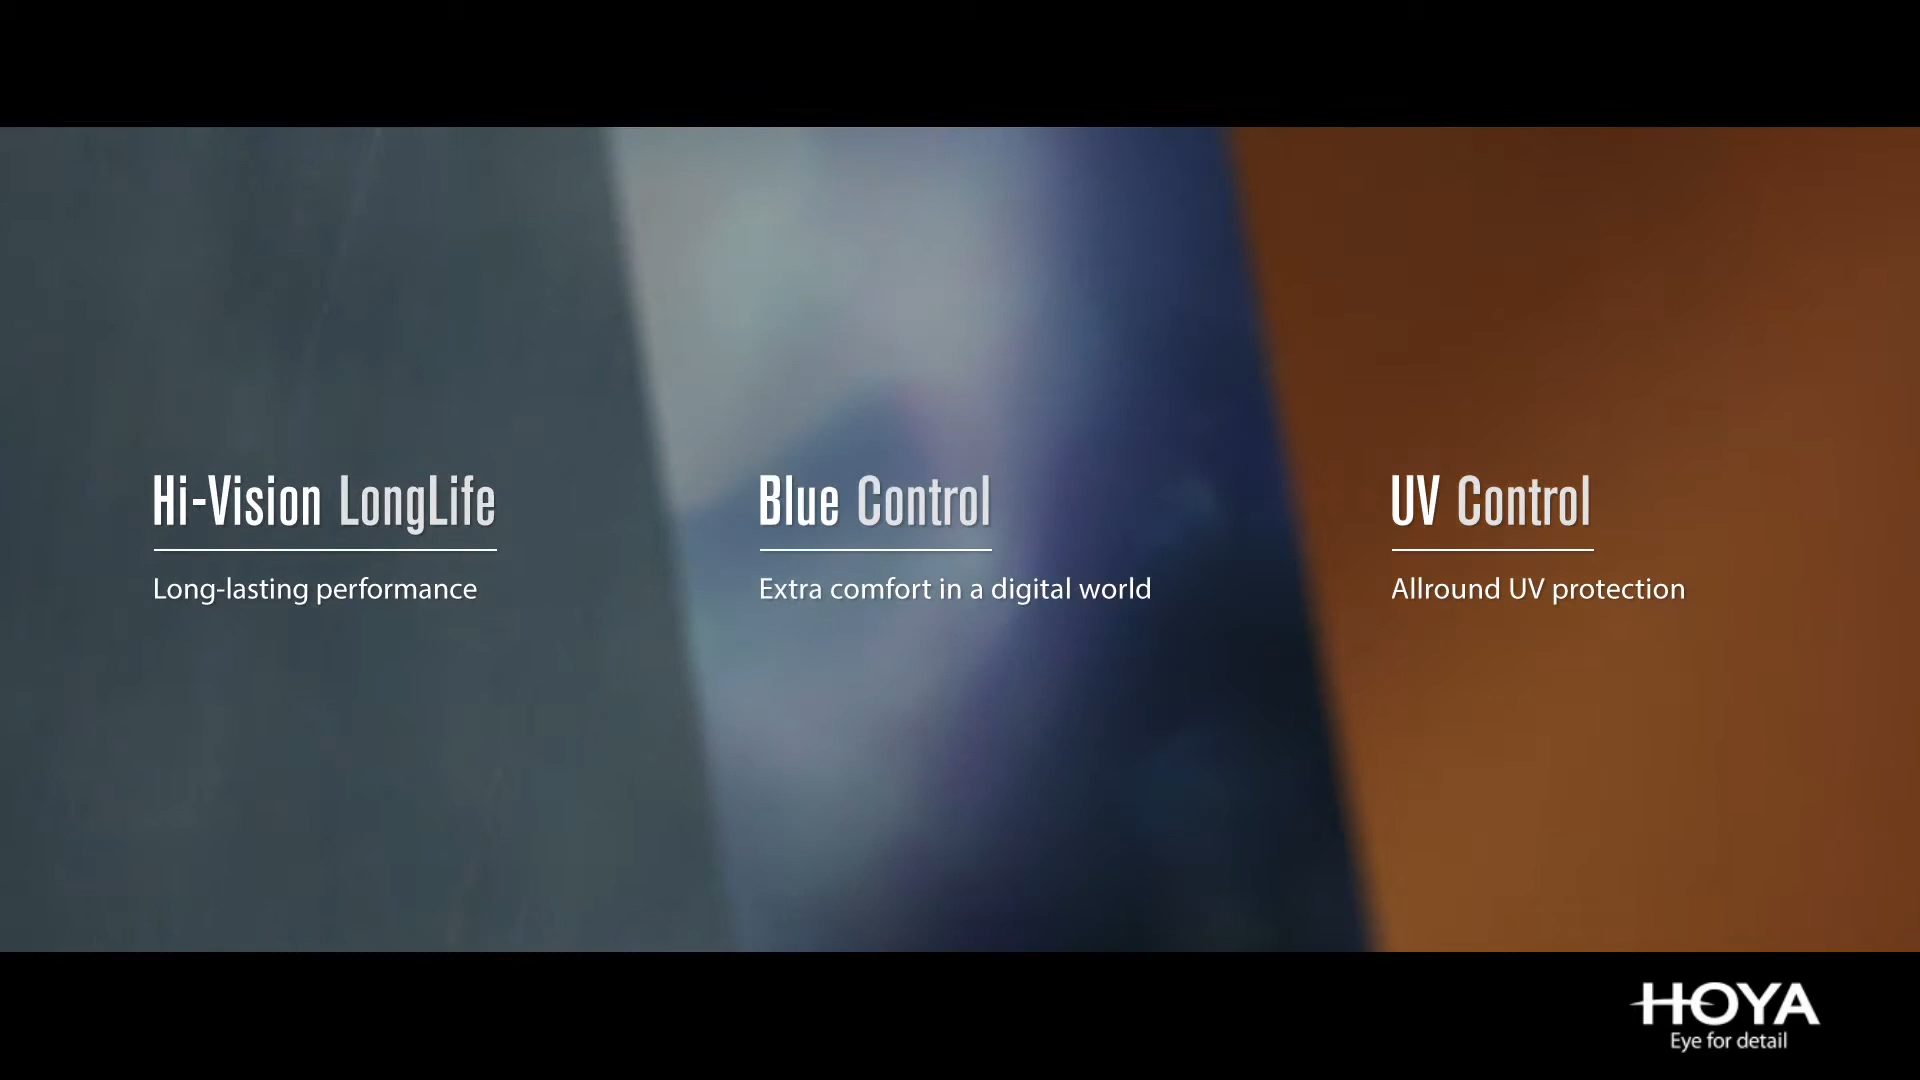 Hi-Vision LongLife
Long-lasting performance
Blue Control
Extra comfort in a digital world
UV Control
Allround UV protection
HOYA
Eye for detail